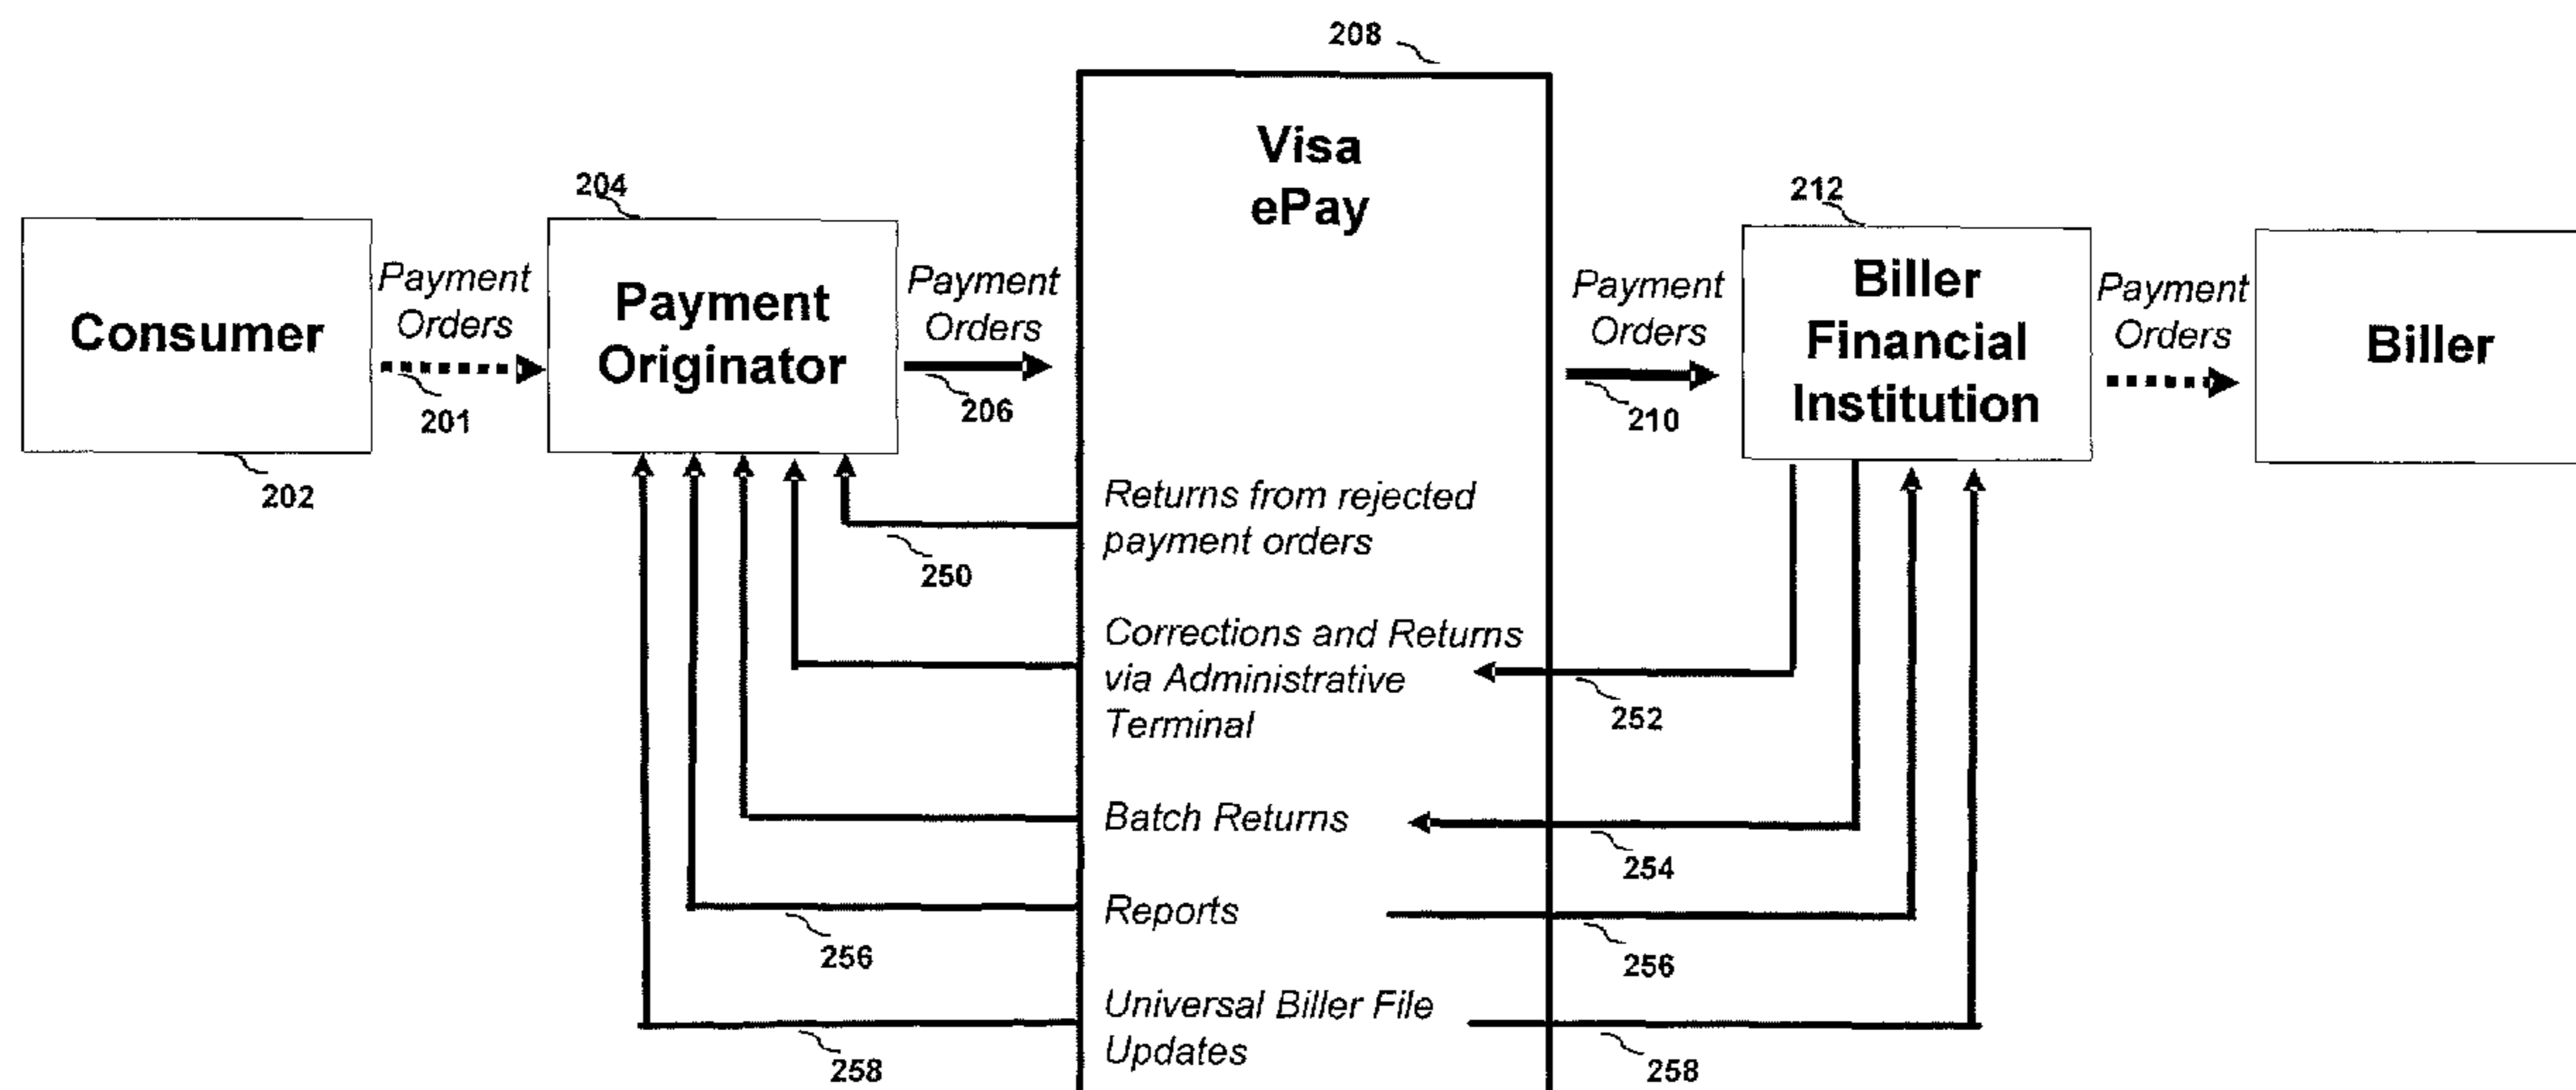 208
Visa
ePay
204
212
Consumer
Payment
Orders
201
202
Payment
Originator
Payment
Orders
206
Payment
Orders
210
Biller
Financial
Institution
Payment
Orders
Biller
Returns from rejected
payment orders
250
Corrections and Returns
via Administrative
Terminal
252
Batch Returns
254
Reports
256
256
Universal Biller File
Updates
258
258